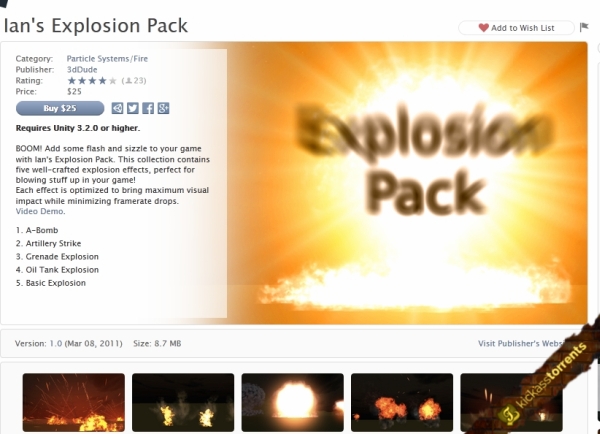 Ian's Explosion Pack
Add to Wish List
Category: Particle Systems/Fire
Publisher: 3dDude
Rating: (23)
Price: $25
Buy $25
Requires Unity 3.2.0 or higher.
BOOM! Add some flash and sizzle to your game
with Ian's Explosion Pack. This collection contains
five well-crafted explosion effects, perfect for
blowing stuff up in your game!
Each effect is optimized to bring maximum visual
impact while minimizing framerate drops.
Video Demo.
1. A-Bomb
2. Artillery Strike
3. Grenade Explosion
4. Oil Tank Explosion
5. Basic Explosion
Explosion
Pack
Version: 1.0 (Mar 08, 2011) Size: 8.7 MB
Visit Publisher's
kickasstorrents